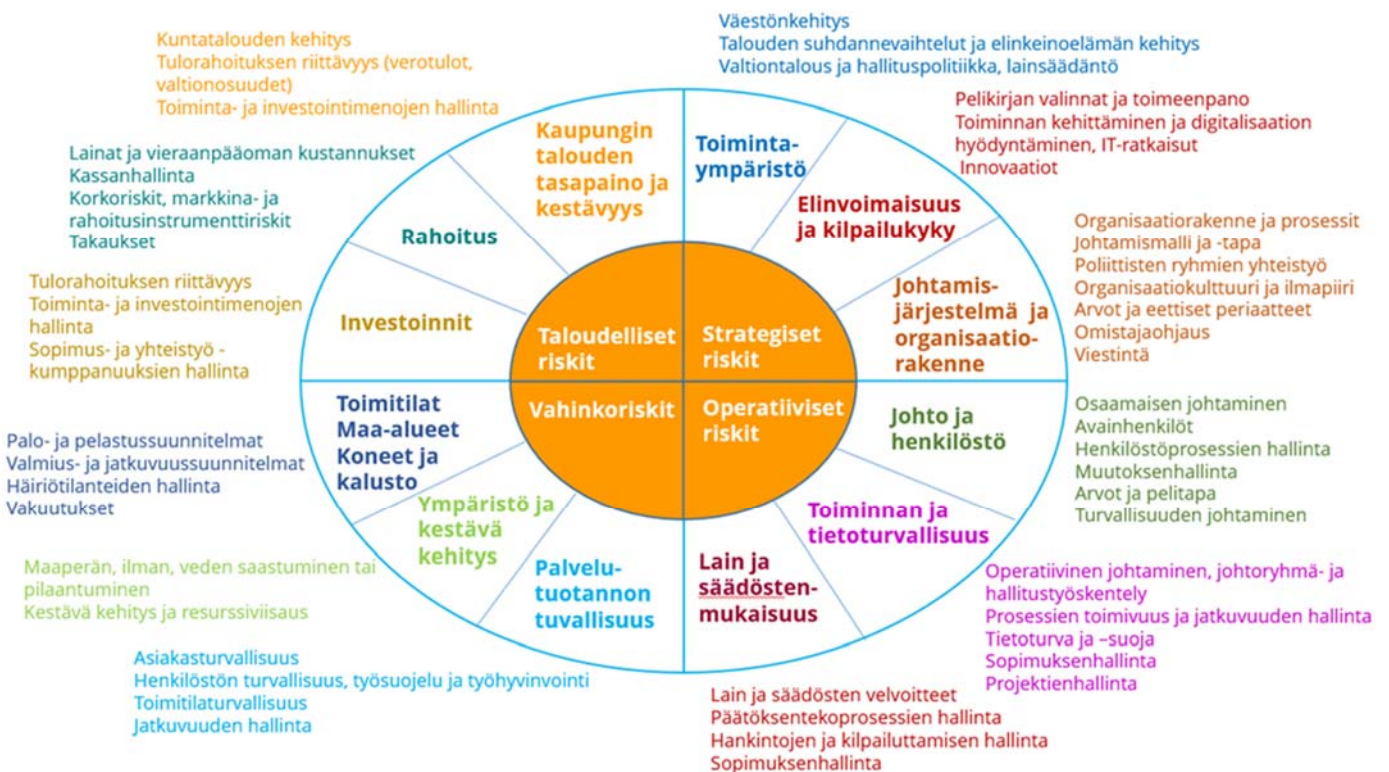 Kuntatalouden kehitys
Tulorahoituksen riittävyys (verotulot,
valtionosuudet)
Toiminta- ja investointimenojen hallinta
Väestönkehitys
Talouden suhdannevaihtelut ja elinkeinoelämän kehitys
Valtiontalous ja hallituspolitiikka, lainsäädäntö
Pelikirjan valinnat ja toimeenpano
Toiminnan kehittäminen ja digitalisaation
hyödyntäminen, IT-ratkaisut
Innovaatiot
Lainat ja vieraanpääoman kustannukset
Kassanhallinta
Korkoriskit, markkina- ja
rahoitusinstrumenttiriskit
Takaukset
Kaupungin
talouden
tasapaino ja
kestävyys
Toiminta-
ympäristö
Elinvoimaisuus
ja kilpailukyky
Rahoitus
Organisaatiorakenne ja prosessit
Johtamismalli ja -tapa
Poliittisten ryhmien yhteistyö
Organisaatiokulttuuri ja ilmapiiri
Arvot ja eettiset periaatteet
Omistajaohjaus
Viestintä
Tulorahoituksen riittävyys
Toiminta- ja investointimenojen
hallinta
Sopimus- ja yhteistyö -
kumppanuuksien hallinta
Investoinnit
Johtamis-
järjestelmä ja
organisaatio-
rakenne
Taloudelliset
riskit
Strategiset
riskit
Vahinkoriskit
Operatiiviset
riskit
Toimitilat
Maa-alueet
Koneet ja
kalusto
Johto ja
henkilöstö
Osaamaisen johtaminen
Avainhenkilöt
Henkilöstöprosessien hallinta
Muutoksenhallinta
Arvot ja pelitapa
Turvallisuuden johtaminen
Palo- ja pelastussuunnitelmat
Valmius- ja jatkuvuussuunnitelmat
Häiriötilanteiden hallinta
Vakuutukset
Ympäristö ja
kestävä
kehitys
Toiminnan ja
tietoturvallisuus
Palvelu-
tuotannon
tuvallisuus
Lain ja
säädösten-
mukaisuus
Maaperän, ilman, veden saastuminen tai
pilaantuminen
Kestävä kehitys ja resurssiviisaus
Operatiivinen johtaminen, johtoryhmä- ja
hallitustyöskentely
Prosessien toimivuus ja jatkuvuuden hallinta
Tietoturva ja –suoja
Sopimuksenhallinta
Projektienhallinta
Asiakasturvallisuus
Henkilöstön turvallisuus, työsuojelu ja työhyvinvointi
Toimitilaturvallisuus
Jatkuvuuden hallinta
Lain ja säädösten velvoitteet
Päätöksentekoprosessien hallinta
Hankintojen ja kilpailuttamisen hallinta
Sopimuksenhallinta